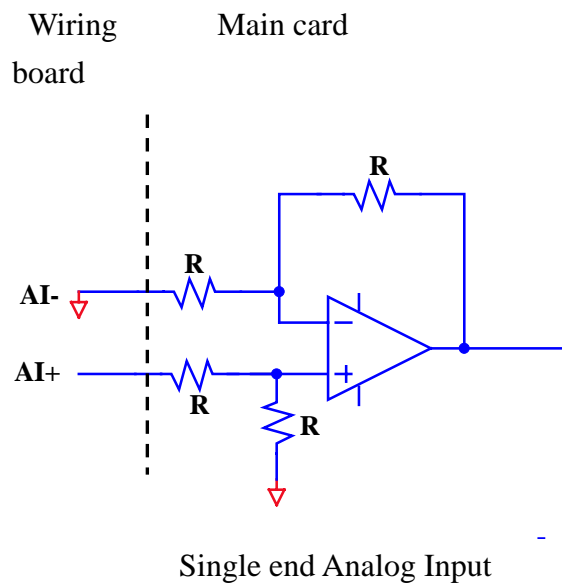 Wiring Main card
board
R
R
AI-
AI+
R
R
Single end Analog Input